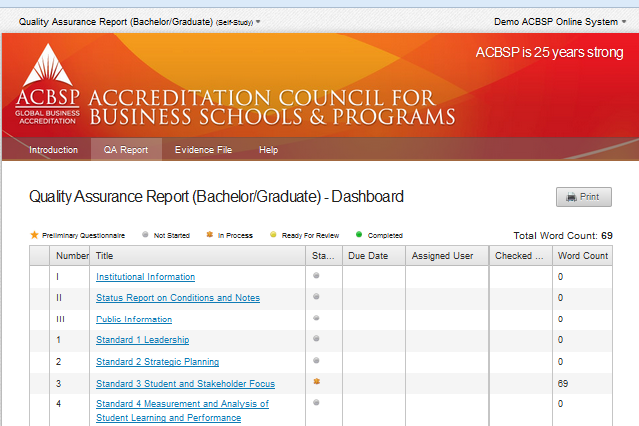 Quality Assurance Report (Bachelor/Graduate) (Self-Study)
Demo ACBSP Online System
ACBSP is 25 years strong
ACBSP
GLOBAL BUSINESS
ACCREDITATION
ACCREDITATION COUNCIL FOR
BUSINESS SCHOOLS & PROGRAMS
Introduction QA Report Evidence File Help
Quality Assurance Report (Bachelor/Graduate) - Dashboard
Print
Preliminary Questionnaire Not Started In Process Ready For Review Completed
Total Word Count: 69
Number Title Sta... Due Date Assigned User Checked ... Word Count
I Institutional Information 0
II Status Report on Conditions and Notes 0
III Public Information 0
1 Standard 1 Leadership 0
2 Standard 2 Strategic Planning 0
3 Standard 3 Student and Stakeholder Focus 69
4 Standard 4 Measurement and Analysis of 0
Student Learning and Performance